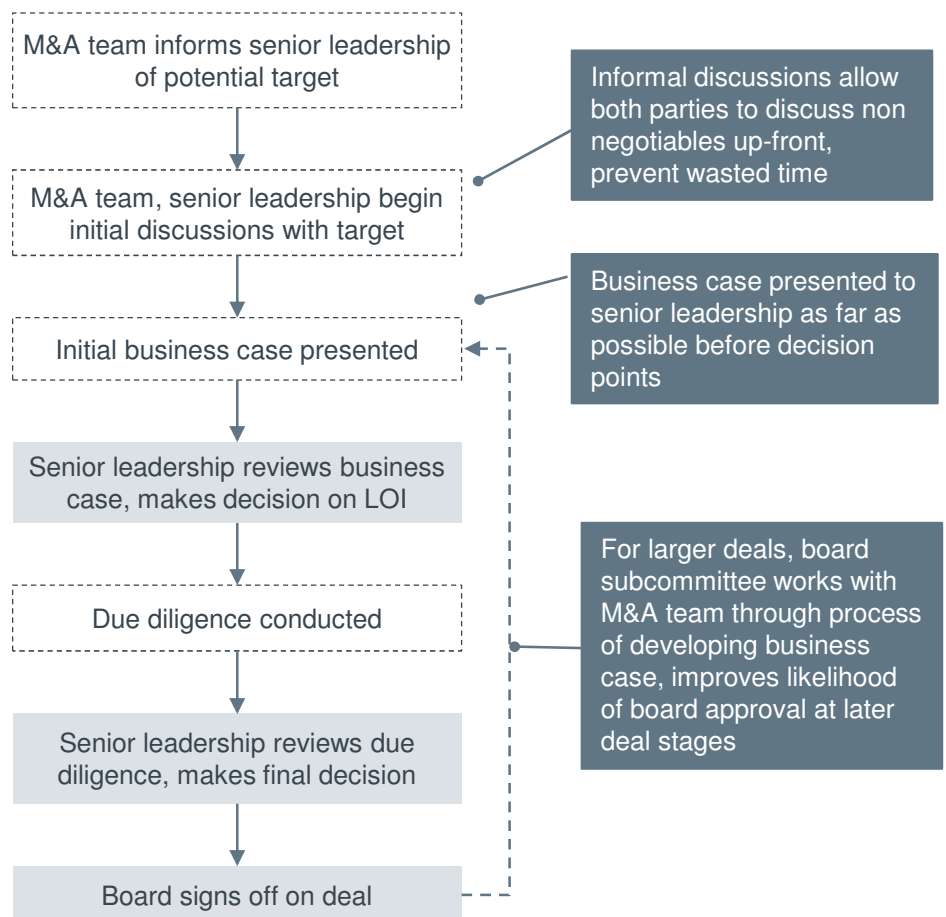 M&A team informs senior leadership
of potential target
Informal discussions allow
both parties to discuss non
negotiables up-front,
prevent wasted time
M&A team, senior leadership begin
initial discussions with target
Business case presented to
senior leadership as far as
possible before decision
points
Initial business case presented
Senior leadership reviews business
case, makes decision on LOI
For larger deals, board
subcommittee works with
M&A team through process
of developing business
case, improves likelihood
of board approval at later
deal stages
Due diligence conducted
Senior leadership reviews due
diligence, makes final decision
Board signs off on deal